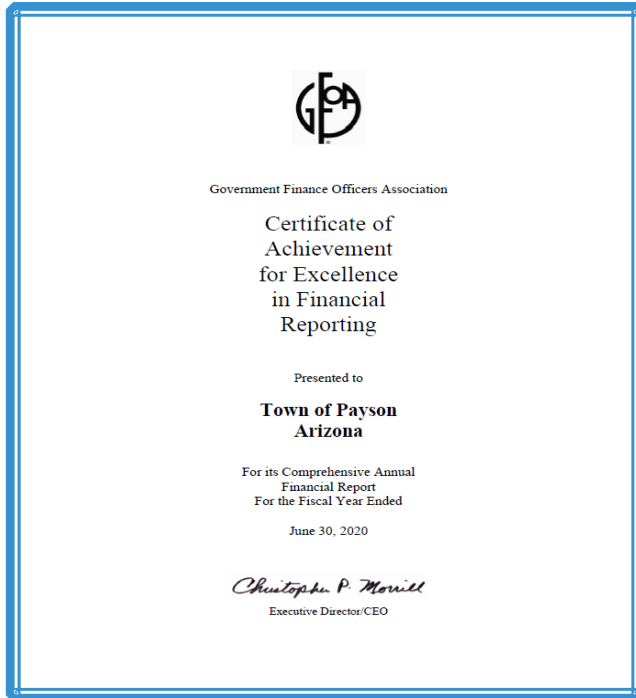 GFOA
Government Finance Officers Association
Certificate of
Achievement
for Excellence
in Financial
Reporting
Presented to
Town of Payson
Arizona
For its Comprehensive Annual
Financial Report
For the Fiscal Year Ended
June 30, 2020
Christopher P. Morrill
Executive Director/CEO